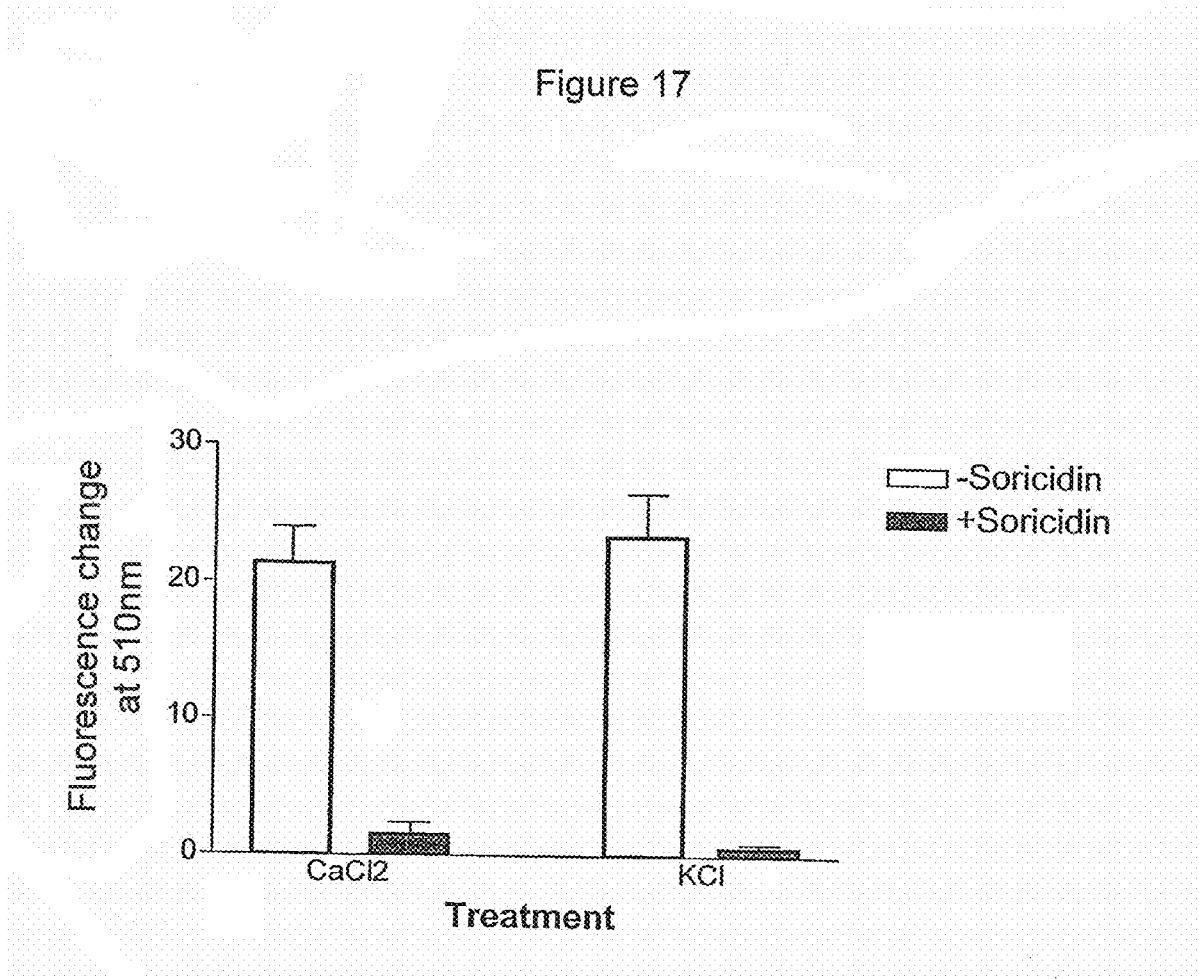 Figure 17
30
20
10
0
Fluorescence change
at 510nm
-Soricidin
+Soricidin
CaCl2
KCl
Treatment